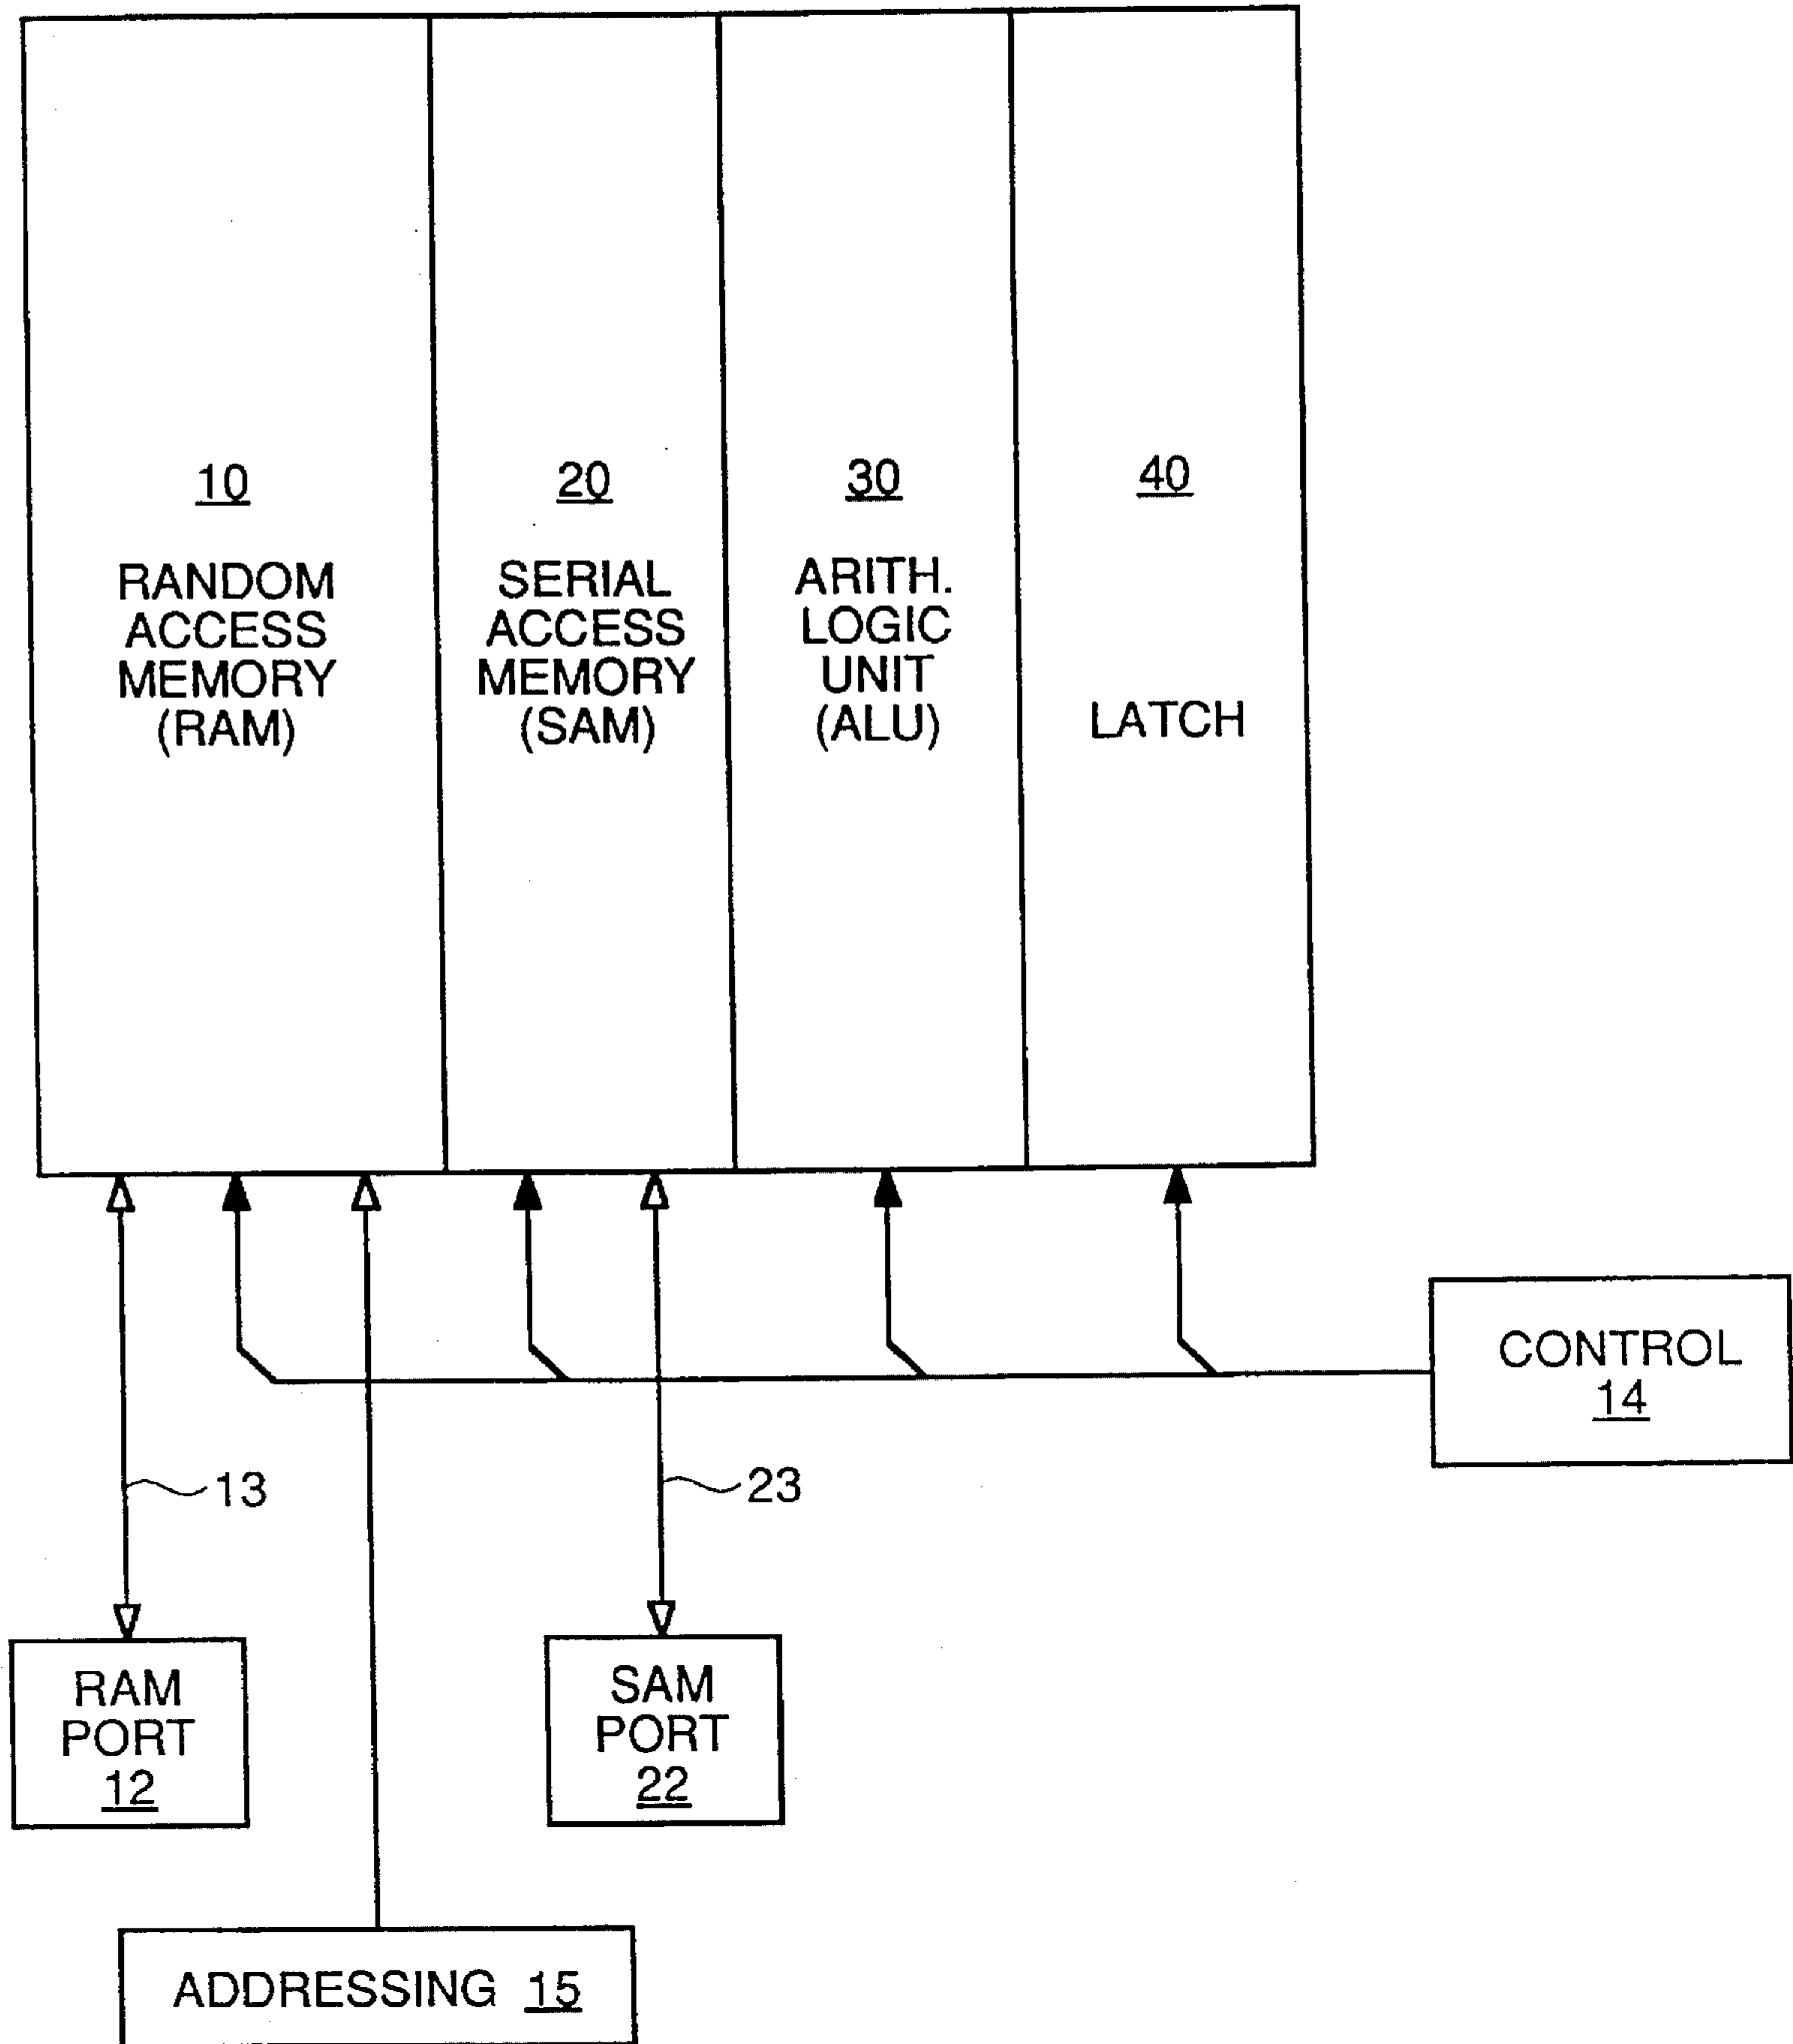 10
RANDOM
ACCESS
MEMORY
(RAM)
20
SERIAL
ACCESS
MEMORY
(SAM)
30
ARITH.
LOGIC
UNIT
(ALU)
40
LATCH
CONTROL
14
13
23
RAM
PORT
12
SAM
PORT
22
ADDRESSING 15